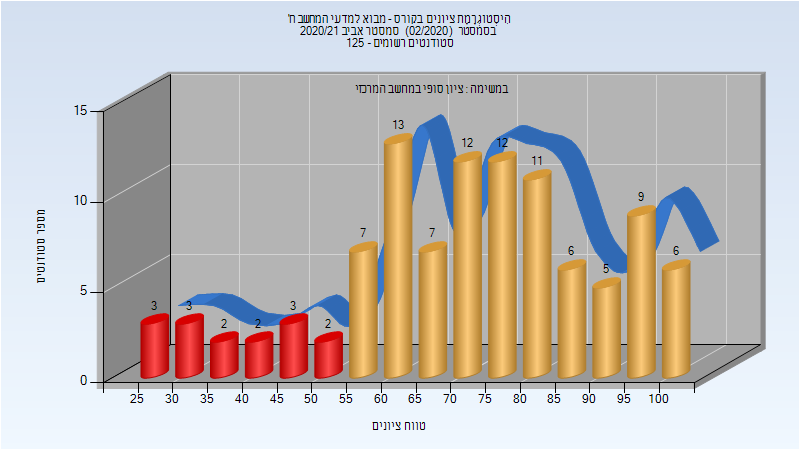 היסטוגרמת ציונים בקורס - מבוא למדעי המחשב ח'
בסמסטר (02/2020) סמסטר אביב 2020/21
סטודנטים רשומים - 125
במשימה : ציון סופי במחשב המרכזי
מספר סטודנטים
15
10
5
0
3 3 2 2 3 2 7 13 7 12 12 11 6 5 9 6
25 30 35 40 45 50 55 60 65 70 75 80 85 90 95 100
טווח ציונים